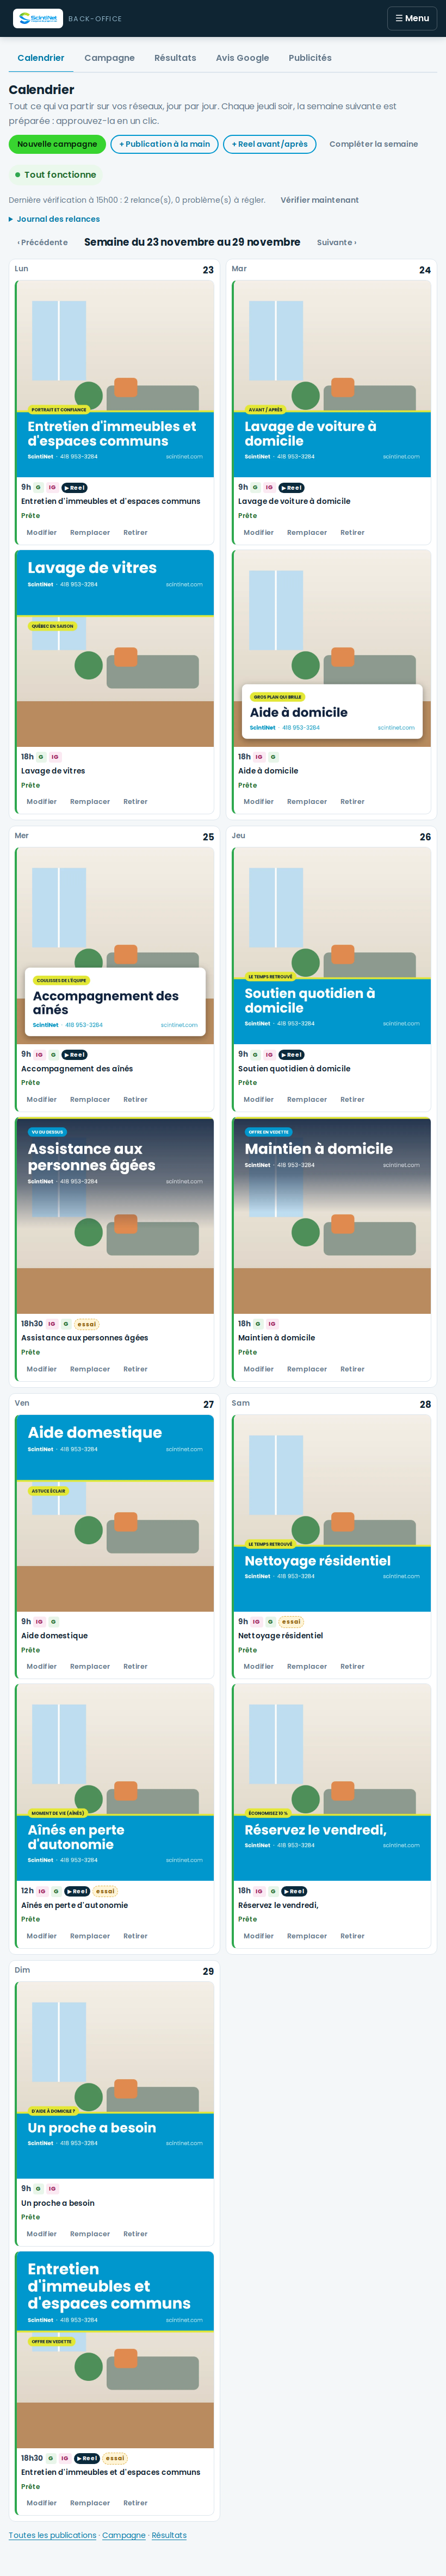 ScintiNet BACK-OFFICE ☰ Menu
Calendrier Campagne Résultats Avis Google Publicités
Calendrier
Tout ce qui va partir sur vos réseaux, jour par jour. Chaque jeudi soir, la semaine suivante est
préparée : approuvez-la en un clic.
Nouvelle campagne + Publication à la main + Reel avant/après Compléter la semaine
Tout fonctionne
Dernière vérification à 15h00 : 2 relance(s), 0 problème(s) à régler. Vérifier maintenant
▶ Journal des relances
‹ Précédente Semaine du 23 novembre au 29 novembre Suivante ›
Lun 23
PORTRAIT ET CONFIANCE
Entretien d'immeubles et
d'espaces communs
ScintiNet · 418 953-3284 scintinet.com
9h G IG ▶ Reel
Entretien d'immeubles et d'espaces communs
Prête
Modifier Remplacer Retirer
Lavage de vitres
ScintiNet · 418 953-3284 scintinet.com
QUÉBEC EN SAISON
18h G IG
Lavage de vitres
Prête
Modifier Remplacer Retirer
Mar 24
AVANT / APRÈS
Lavage de voiture à
domicile
ScintiNet · 418 953-3284 scintinet.com
9h G IG ▶ Reel
Lavage de voiture à domicile
Prête
Modifier Remplacer Retirer
GROS PLAN QUI BRILLE
Aide à domicile
ScintiNet · 418 953-3284 scintinet.com
18h IG G
Aide à domicile
Prête
Modifier Remplacer Retirer
Mer 25
COULISSES DE L'ÉQUIPE
Accompagnement des
aînés
ScintiNet · 418 953-3284 scintinet.com
9h IG G ▶ Reel
Accompagnement des aînés
Prête
Modifier Remplacer Retirer
VU DU DESSUS
Assistance aux
personnes âgées
ScintiNet · 418 953-3284 scintinet.com
18h30 IG G essai
Assistance aux personnes âgées
Prête
Modifier Remplacer Retirer
Jeu 26
LE TEMPS RETROUVÉ
Soutien quotidien à
domicile
ScintiNet · 418 953-3284 scintinet.com
9h G IG ▶ Reel
Soutien quotidien à domicile
Prête
Modifier Remplacer Retirer
OFFRE EN VEDETTE
Maintien à domicile
ScintiNet · 418 953-3284 scintinet.com
18h G IG
Maintien à domicile
Prête
Modifier Remplacer Retirer
Ven 27
Aide domestique
ScintiNet · 418 953-3284 scintinet.com
ASTUCE ÉCLAIR
9h IG G
Aide domestique
Prête
Modifier Remplacer Retirer
MOMENT DE VIE (AÎNÉS)
Aînés en perte
d'autonomie
ScintiNet · 418 953-3284 scintinet.com
12h IG G ▶ Reel essai
Aînés en perte d'autonomie
Prête
Modifier Remplacer Retirer
Sam 28
LE TEMPS RETROUVÉ
Nettoyage résidentiel
ScintiNet · 418 953-3284 scintinet.com
9h IG G essai
Nettoyage résidentiel
Prête
Modifier Remplacer Retirer
ÉCONOMISEZ 10 %
Réservez le vendredi,
ScintiNet · 418 953-3284 scintinet.com
18h IG G ▶ Reel
Réservez le vendredi,
Prête
Modifier Remplacer Retirer
Dim 29
D'AIDE À DOMICILE ?
Un proche a besoin
ScintiNet · 418 953-3284 scintinet.com
9h G IG
Un proche a besoin
Prête
Modifier Remplacer Retirer
Entretien
d'immeubles et
d'espaces communs
ScintiNet · 418 953-3284 scintinet.com
OFFRE EN VEDETTE
18h30 G IG ▶ Reel essai
Entretien d'immeubles et d'espaces communs
Prête
Modifier Remplacer Retirer
Toutes les publications · Campagne · Résultats